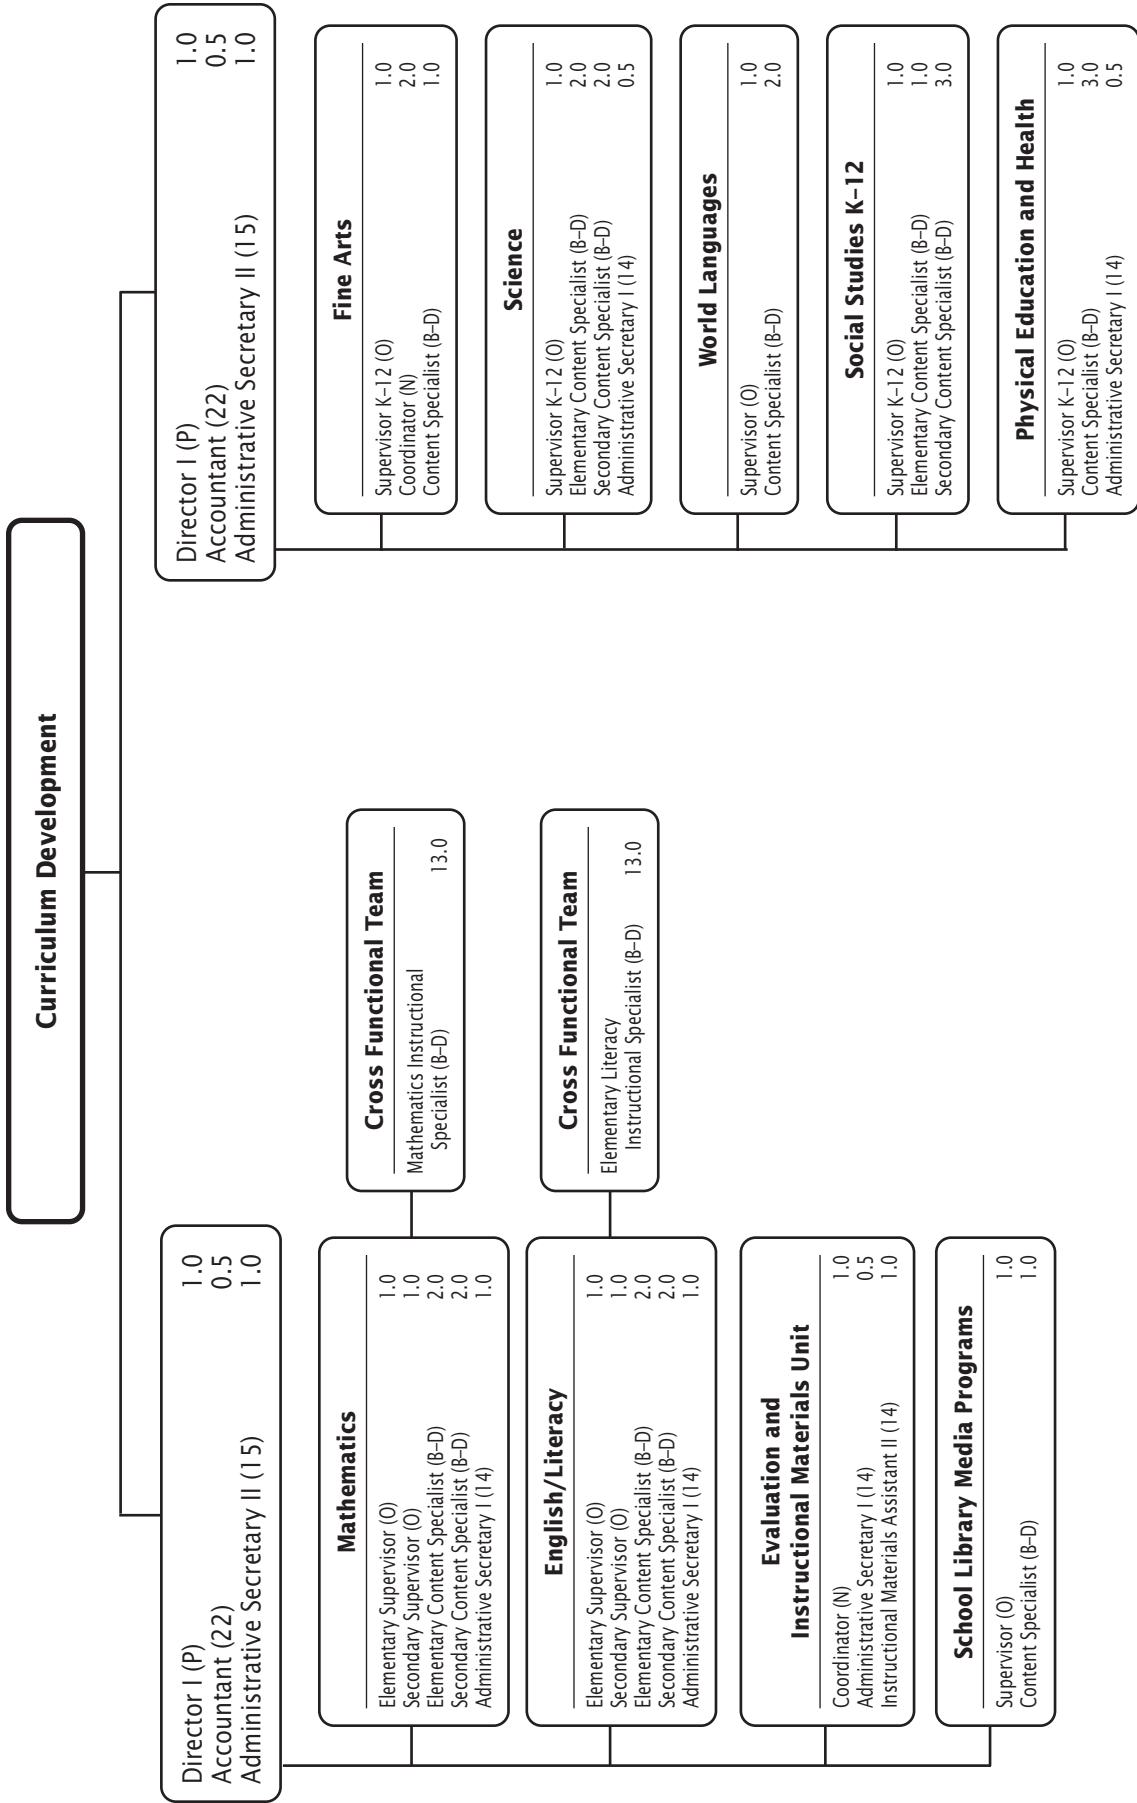 Curriculum Development
Director I (P) 1.0
Accountant (22) 0.5
Administrative Secretary II (15) 1.0
Mathematics
Elementary Supervisor (O) 1.0
Secondary Supervisor (O) 1.0
Elementary Content Specialist (B–D) 2.0
Secondary Content Specialist (B–D) 2.0
Administrative Secretary I (14) 1.0
Cross Functional Team
Mathematics Instructional
Specialist (B–D) 13.0
English/Literacy
Elementary Supervisor (O) 1.0
Secondary Supervisor (O) 1.0
Elementary Content Specialist (B–D) 2.0
Secondary Content Specialist (B–D) 2.0
Administrative Secretary I (14) 1.0
Cross Functional Team
Elementary Literacy
Instructional Specialist (B–D) 13.0
Evaluation and
Instructional Materials Unit
Coordinator (N) 1.0
Administrative Secretary I (14) 0.5
Instructional Materials Assistant II (14) 1.0
School Library Media Programs
Supervisor (O) 1.0
Content Specialist (B–D) 1.0
Director I (P) 1.0
Accountant (22) 0.5
Administrative Secretary II (15) 1.0
Fine Arts
Supervisor K–12 (O) 1.0
Coordinator (N) 2.0
Content Specialist (B–D) 1.0
Science
Supervisor K–12 (O) 1.0
Elementary Content Specialist (B–D) 2.0
Secondary Content Specialist (B–D) 2.0
Administrative Secretary I (14) 0.5
World Languages
Supervisor (O) 1.0
Content Specialist (B–D) 2.0
Social Studies K–12
Supervisor K–12 (O) 1.0
Elementary Content Specialist (B–D) 1.0
Secondary Content Specialist (B–D) 3.0
Physical Education and Health
Supervisor K–12 (O) 1.0
Content Specialist (B–D) 3.0
Administrative Secretary I (14) 0.5